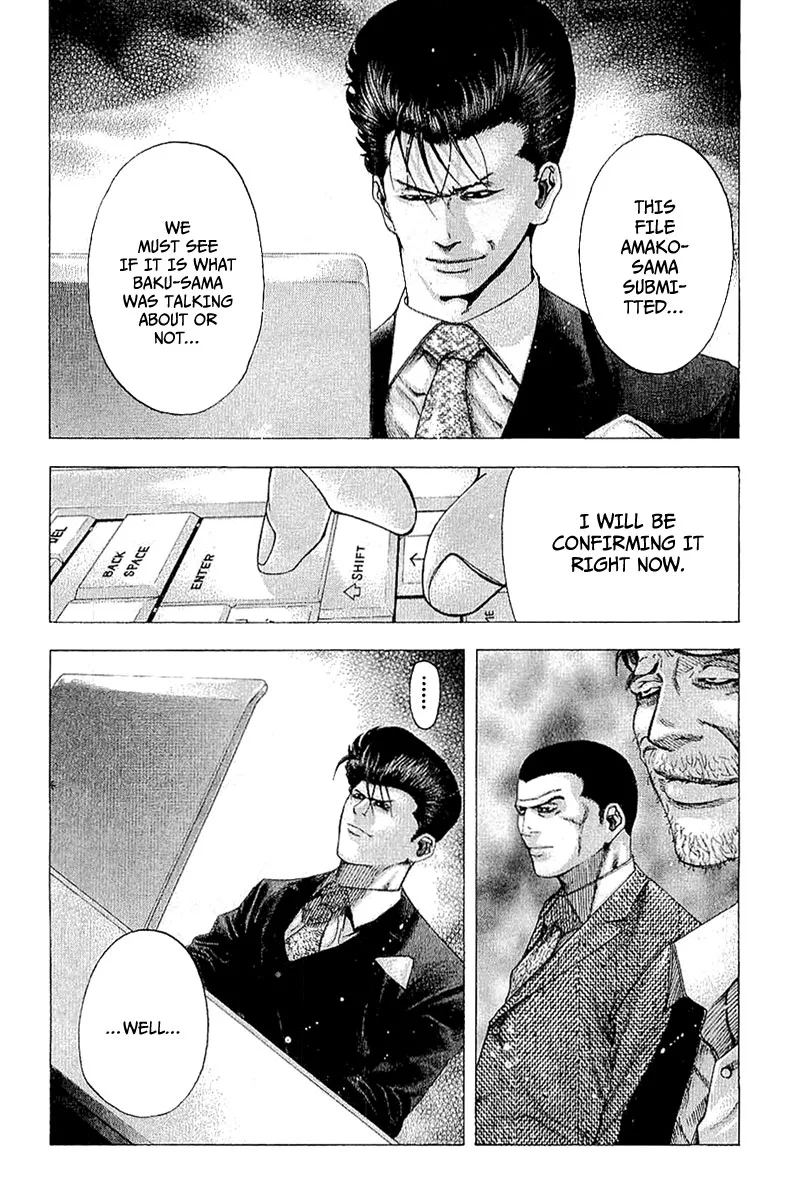 THIS
FILE
AMAKO-
SAMA
SUBMI-
TTED...
WE
MUST SEE
IF IT IS WHAT
BAKU-SAMA
WAS TALKING
ABOUT OR
NOT...
I WILL BE
CONFIRMING IT
RIGHT NOW.
BACK
SPACE
ENTER
⇧SHIFT
←
......
...WELL...